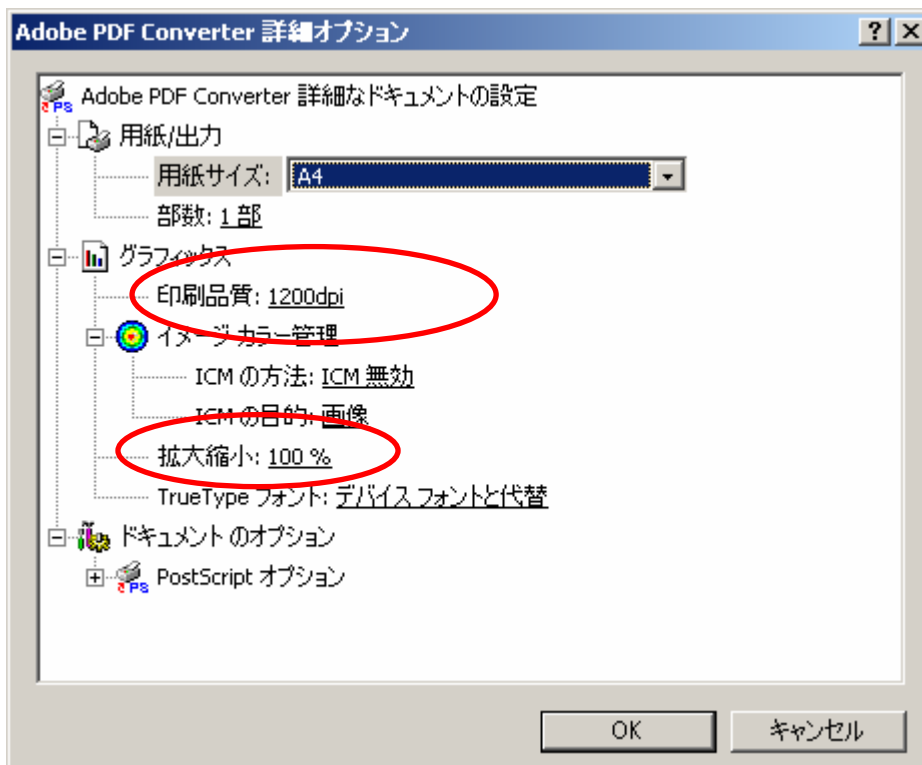 Adobe PDF Converter 詳細オプション
Adobe PDF Converter 詳細なドキュメントの設定
用紙/出力
用紙サイズ: A4
部数: 1 部
グラフィックス
印刷品質: 1200dpi
イメージ カラー管理
ICM の方法: ICM 無効
ICM の目的: 画像
拡大縮小: 100 %
TrueType フォント: デバイス フォントと代替
ドキュメント のオプション
PostScript オプション
OK キャンセル